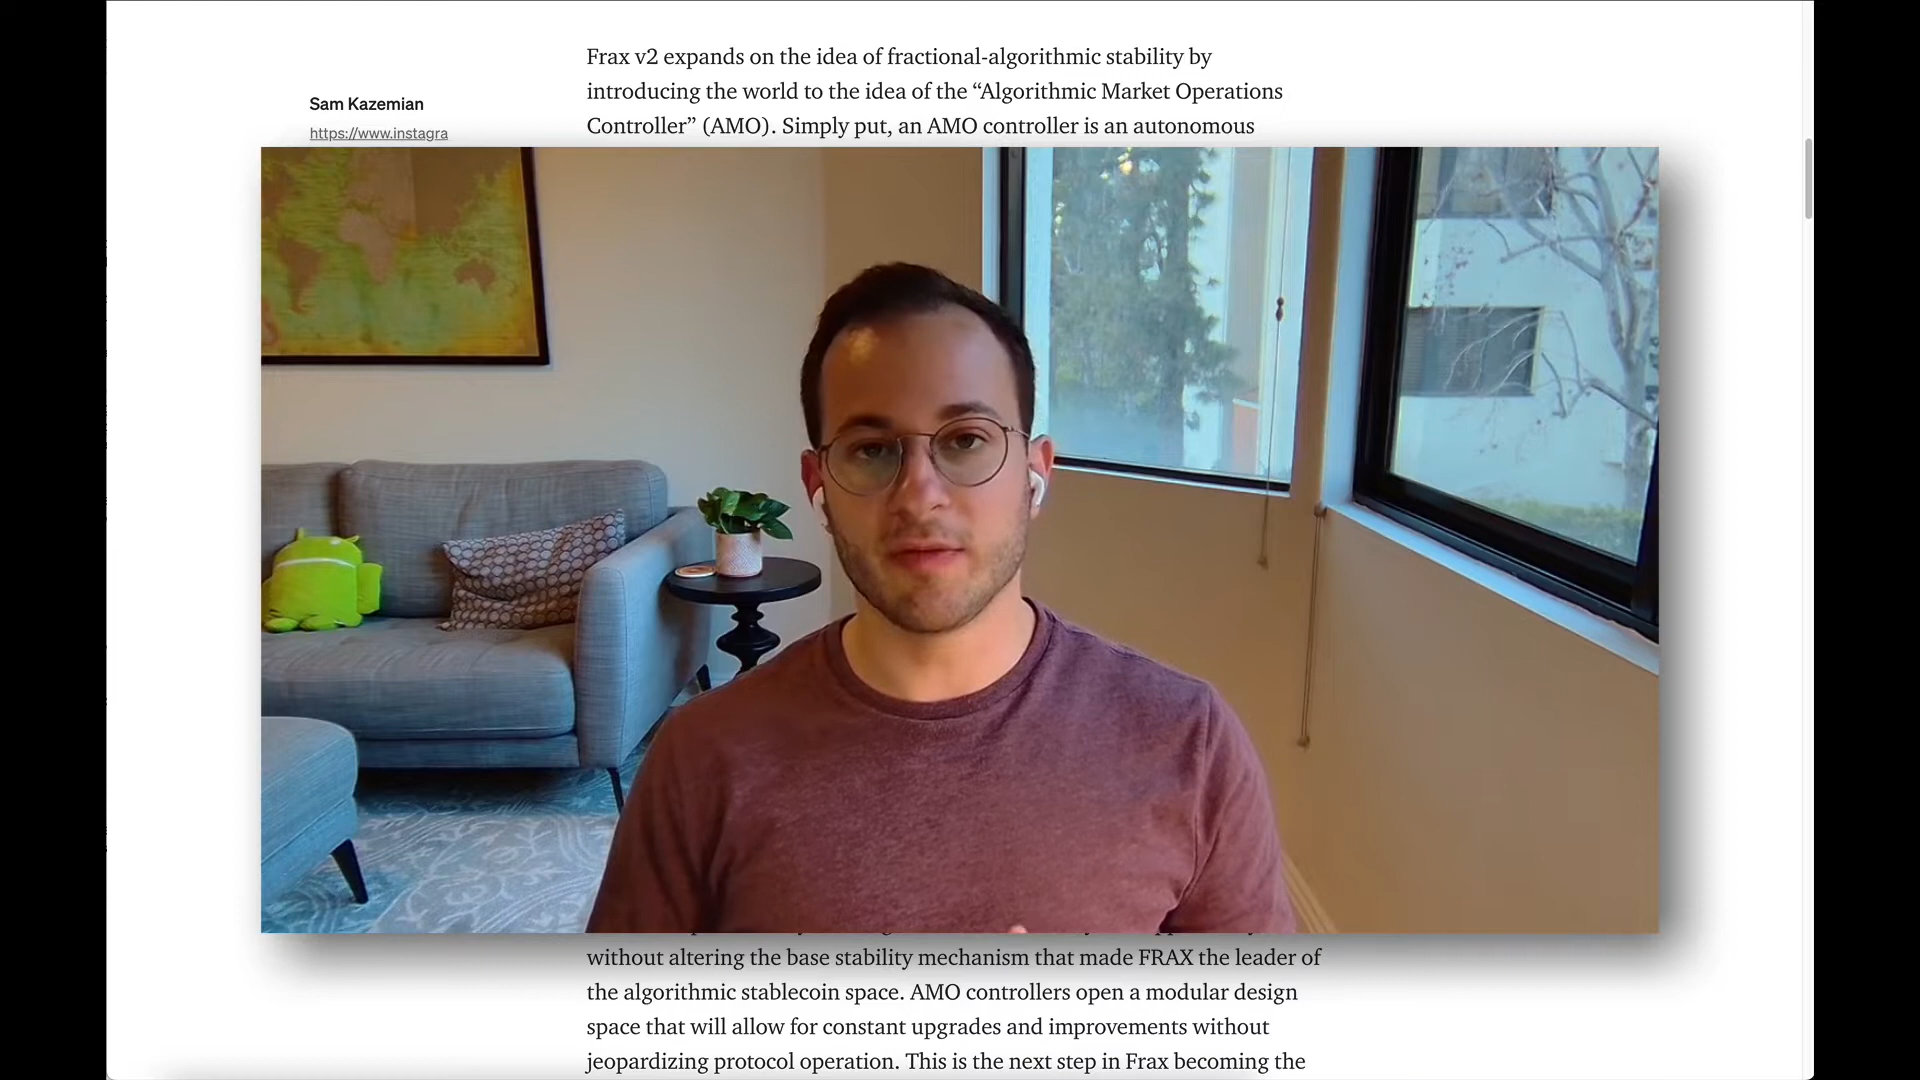 Frax v2 expands on the idea of fractional-algorithmic stability by
introducing the world to the idea of the “Algorithmic Market Operations
Controller” (AMO). Simply put, an AMO controller is an autonomous
Sam Kazemian
https://www.instagra
without altering the base stability mechanism that made FRAX the leader of
the algorithmic stablecoin space. AMO controllers open a modular design
space that will allow for constant upgrades and improvements without
jeopardizing protocol operation. This is the next step in Frax becoming the